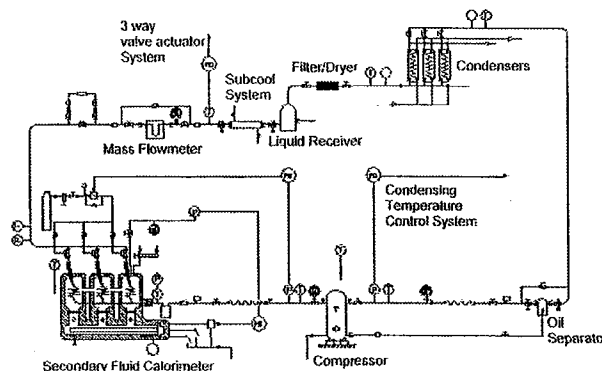 3 way
valve actuator
System
Subcool
System
Filter/Dryer
Condensers
Mass Flowmeter
Liquid Receiver
Condensing
Temperature
Control System
Oil
Separato
Compressor
Secondary Fluid Calorimeter